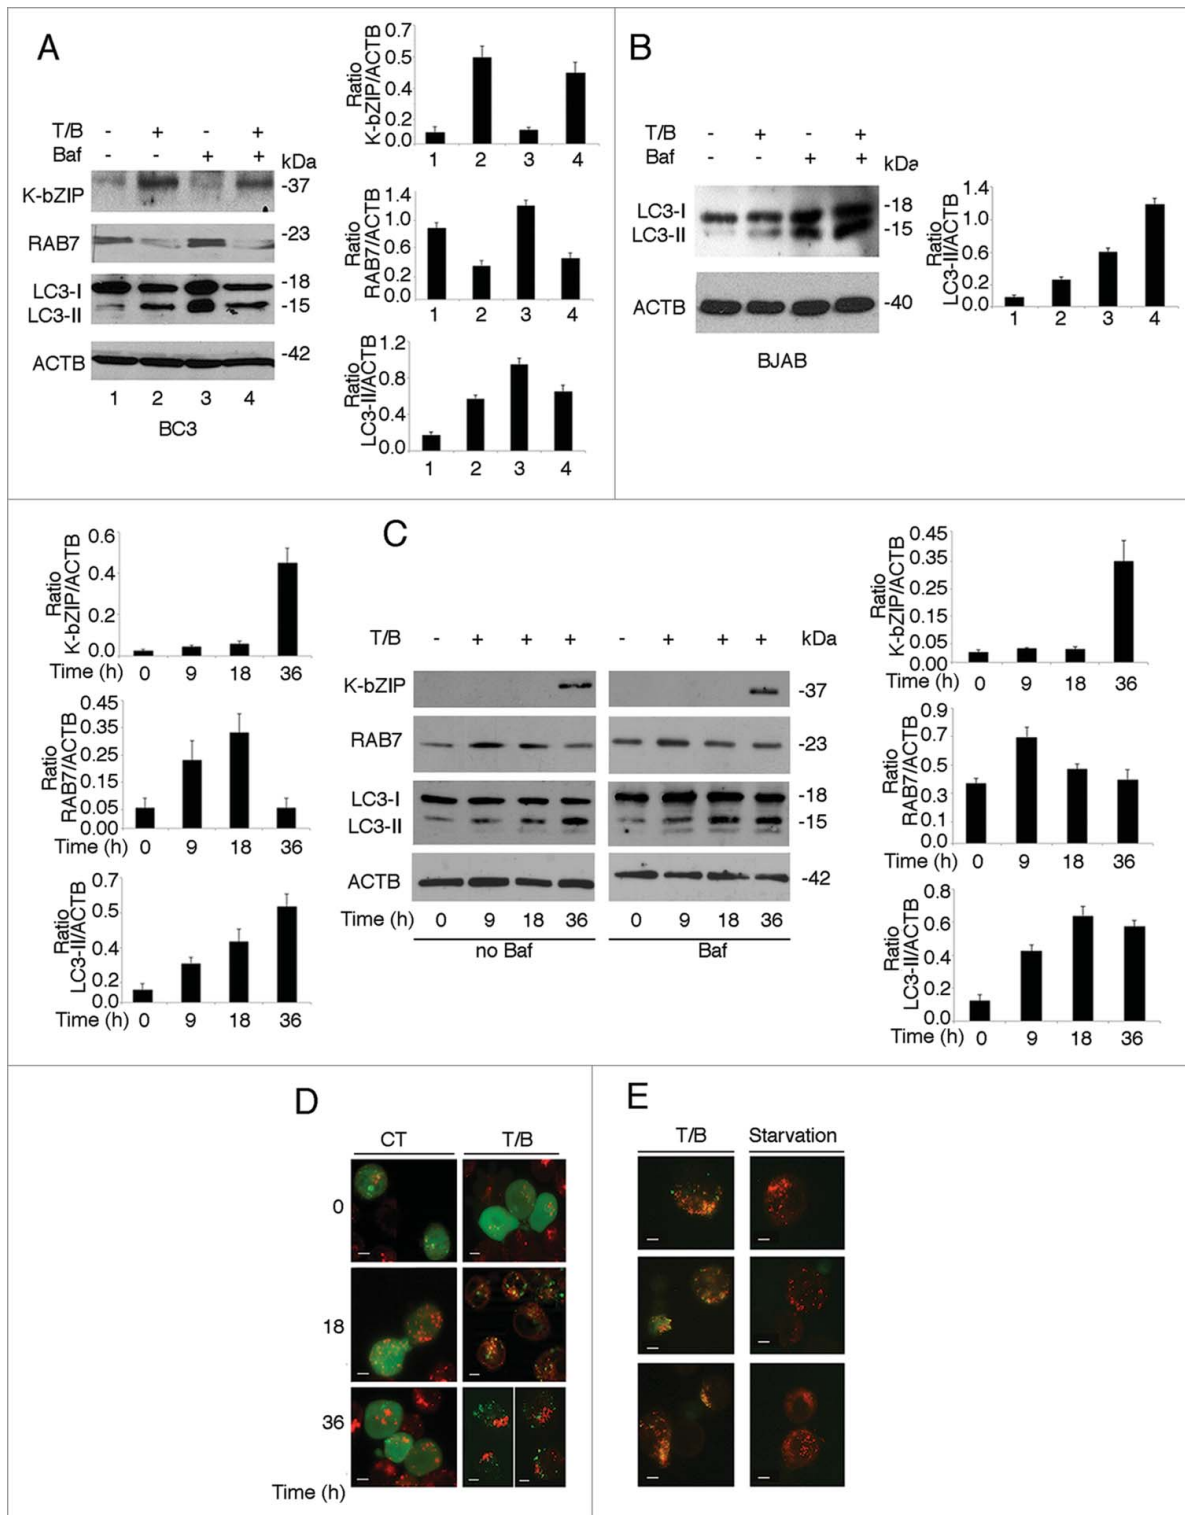 A
T/B - + - +
Baf - - + + kDa
K-bZIP -37
RAB7 -23
LC3-I -18
LC3-II -15
ACTB -42
1 2 3 4
BC3
Ratio
K-bZIP/ACTB
0.7
0.5
0.4
0.2
0.0
1 2 3 4
Ratio
RAB7/ACTB
1.4
1.0
0.6
0.2
0.0
1 2 3 4
Ratio
LC3-II/ACTB
1.2
0.8
0.4
0.0
1 2 3 4
B
T/B - + - +
Baf - - + + kDa
LC3-I -18
LC3-II -15
ACTB -40
BJAB
Ratio
LC3-II/ACTB
1.4
1.0
0.6
0.2
0.0
1 2 3 4
Ratio
K-bZIP/ACTB
0.6
0.4
0.2
0.0
Time (h) 0 9 18 36
Ratio
RAB7/ACTB
0.45
0.35
0.25
0.15
0.05
0.00
Time (h) 0 9 18 36
Ratio
LC3-II/ACTB
0.7
0.5
0.4
0.2
0.0
Time (h) 0 9 18 36
C
T/B - + + + - + + + kDa
K-bZIP -37
RAB7 -23
LC3-I -18
LC3-II -15
ACTB -42
Time (h) 0 9 18 36 0 9 18 36
no Baf Baf
Ratio
K-bZIP/ACTB
0.45
0.35
0.25
0.15
0.05
0.00
Time (h) 0 9 18 36
Ratio
RAB7/ACTB
0.9
0.7
0.5
0.3
0.1
0.0
Time (h) 0 9 18 36
Ratio
LC3-II/ACTB
0.8
0.6
0.4
0.2
0.0
Time (h) 0 9 18 36
D
CT T/B
0
18
36
Time (h)
E
T/B Starvation